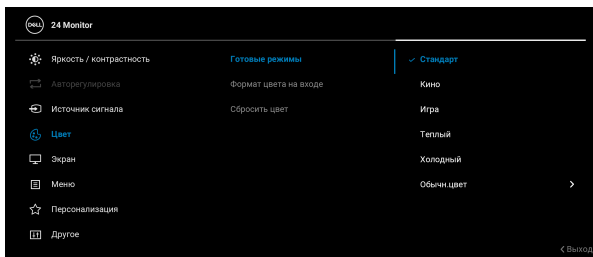 DELL
24 Monitor
Яркость / контрастность
Готовые режимы
Стандарт
Авторегулировка
Формат цвета на входе
Кино
Источник сигнала
Сбросить цвет
Игра
Цвет
Теплый
Экран
Холодный
Меню
Обычн.цвет
Персонализация
Другое
Выход